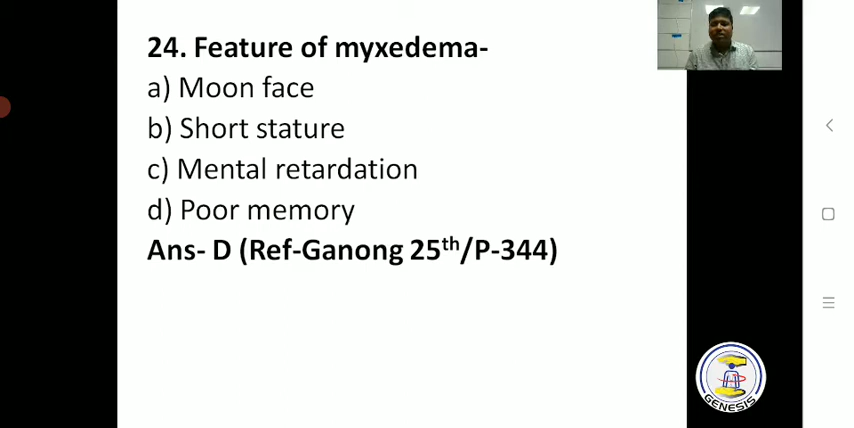 24. Feature of myxedema-
a) Moon face
b) Short stature
c) Mental retardation
d) Poor memory
Ans- D (Ref-Ganong 25th/P-344)
GENESIS